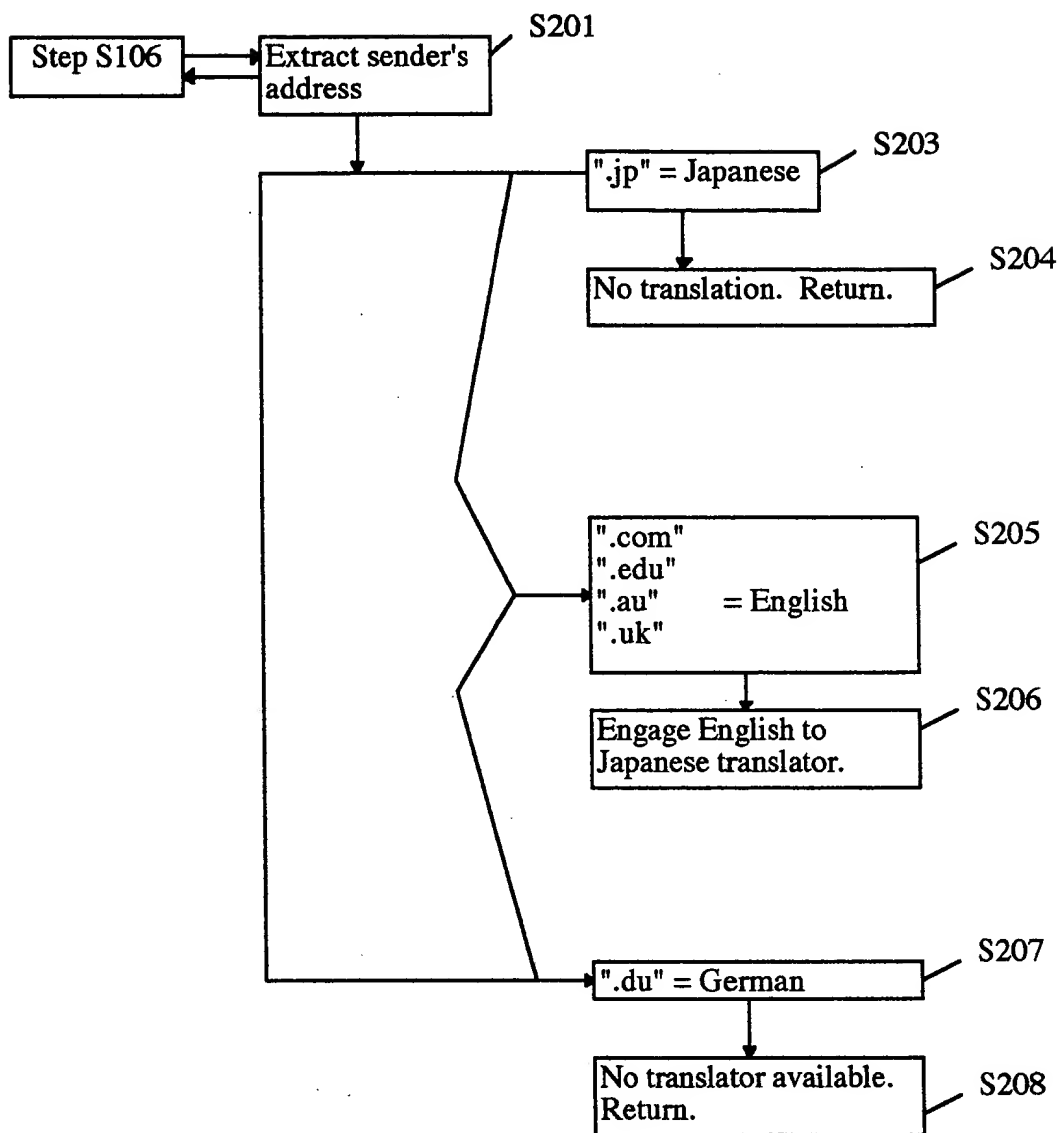 S201
Step S106
Extract sender's
address
S203
".jp" = Japanese
S204
No translation. Return.
S205
".com"
".edu"
".au" = English
".uk"
S206
Engage English to
Japanese translator.
S207
".du" = German
S208
No translator available.
Return.